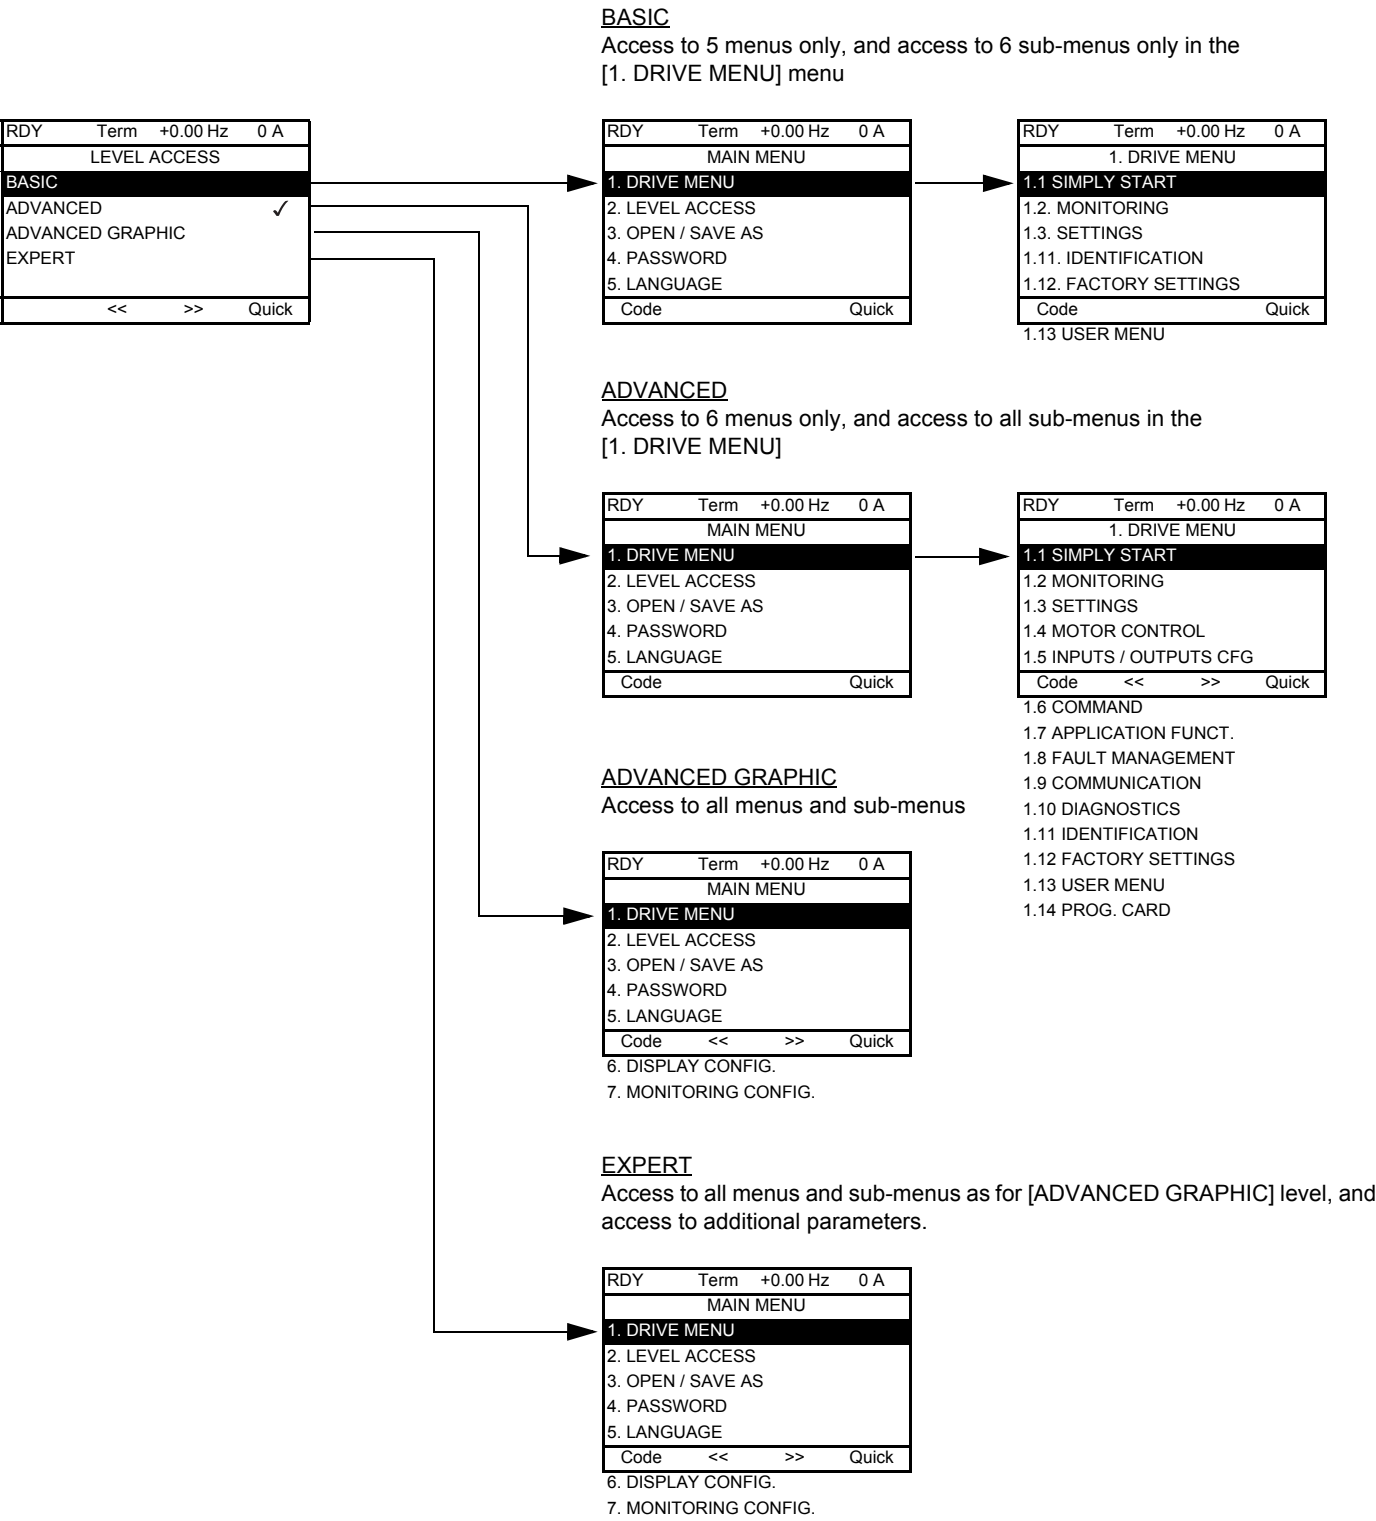 BASIC
Access to 5 menus only, and access to 6 sub-menus only in the
[1. DRIVE MENU] menu
RDY Term +0.00 Hz 0 A
LEVEL ACCESS
BASIC
ADVANCED ✓
ADVANCED GRAPHIC
EXPERT
<< >> Quick
RDY Term +0.00 Hz 0 A
MAIN MENU
1. DRIVE MENU
2. LEVEL ACCESS
3. OPEN / SAVE AS
4. PASSWORD
5. LANGUAGE
Code Quick
RDY Term +0.00 Hz 0 A
1. DRIVE MENU
1.1 SIMPLY START
1.2. MONITORING
1.3. SETTINGS
1.11. IDENTIFICATION
1.12. FACTORY SETTINGS
Code Quick
1.13 USER MENU
ADVANCED
Access to 6 menus only, and access to all sub-menus in the
[1. DRIVE MENU]
RDY Term +0.00 Hz 0 A
MAIN MENU
1. DRIVE MENU
2. LEVEL ACCESS
3. OPEN / SAVE AS
4. PASSWORD
5. LANGUAGE
Code Quick
RDY Term +0.00 Hz 0 A
1. DRIVE MENU
1.1 SIMPLY START
1.2 MONITORING
1.3 SETTINGS
1.4 MOTOR CONTROL
1.5 INPUTS / OUTPUTS CFG
Code << >> Quick
1.6 COMMAND
1.7 APPLICATION FUNCT.
1.8 FAULT MANAGEMENT
1.9 COMMUNICATION
1.10 DIAGNOSTICS
1.11 IDENTIFICATION
1.12 FACTORY SETTINGS
1.13 USER MENU
1.14 PROG. CARD
ADVANCED GRAPHIC
Access to all menus and sub-menus
RDY Term +0.00 Hz 0 A
MAIN MENU
1. DRIVE MENU
2. LEVEL ACCESS
3. OPEN / SAVE AS
4. PASSWORD
5. LANGUAGE
Code << >> Quick
6. DISPLAY CONFIG.
7. MONITORING CONFIG.
EXPERT
Access to all menus and sub-menus as for [ADVANCED GRAPHIC] level, and
access to additional parameters.
RDY Term +0.00 Hz 0 A
MAIN MENU
1. DRIVE MENU
2. LEVEL ACCESS
3. OPEN / SAVE AS
4. PASSWORD
5. LANGUAGE
Code << >> Quick
6. DISPLAY CONFIG.
7. MONITORING CONFIG.